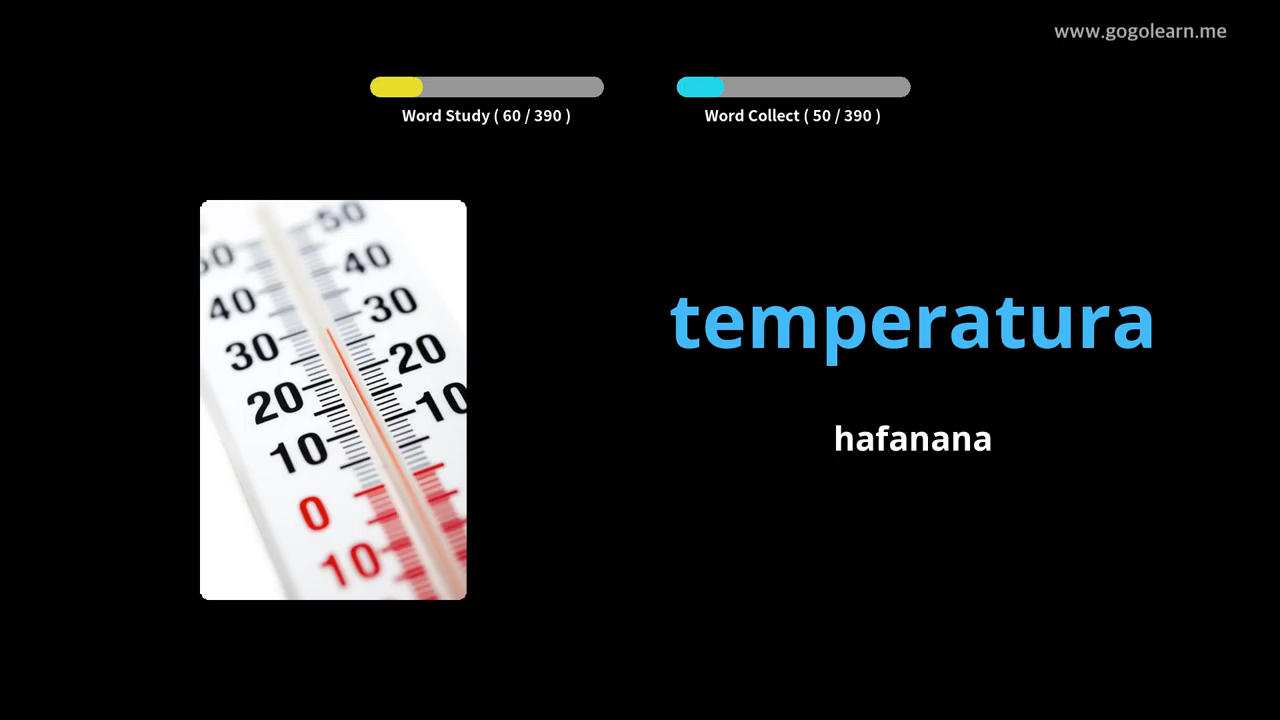 www.gogolearn.me
Word Study ( 60 / 390 )
Word Collect ( 50 / 390 )
50
40
40
30
30
20
20
10
10
0
10
temperatura
hafanana